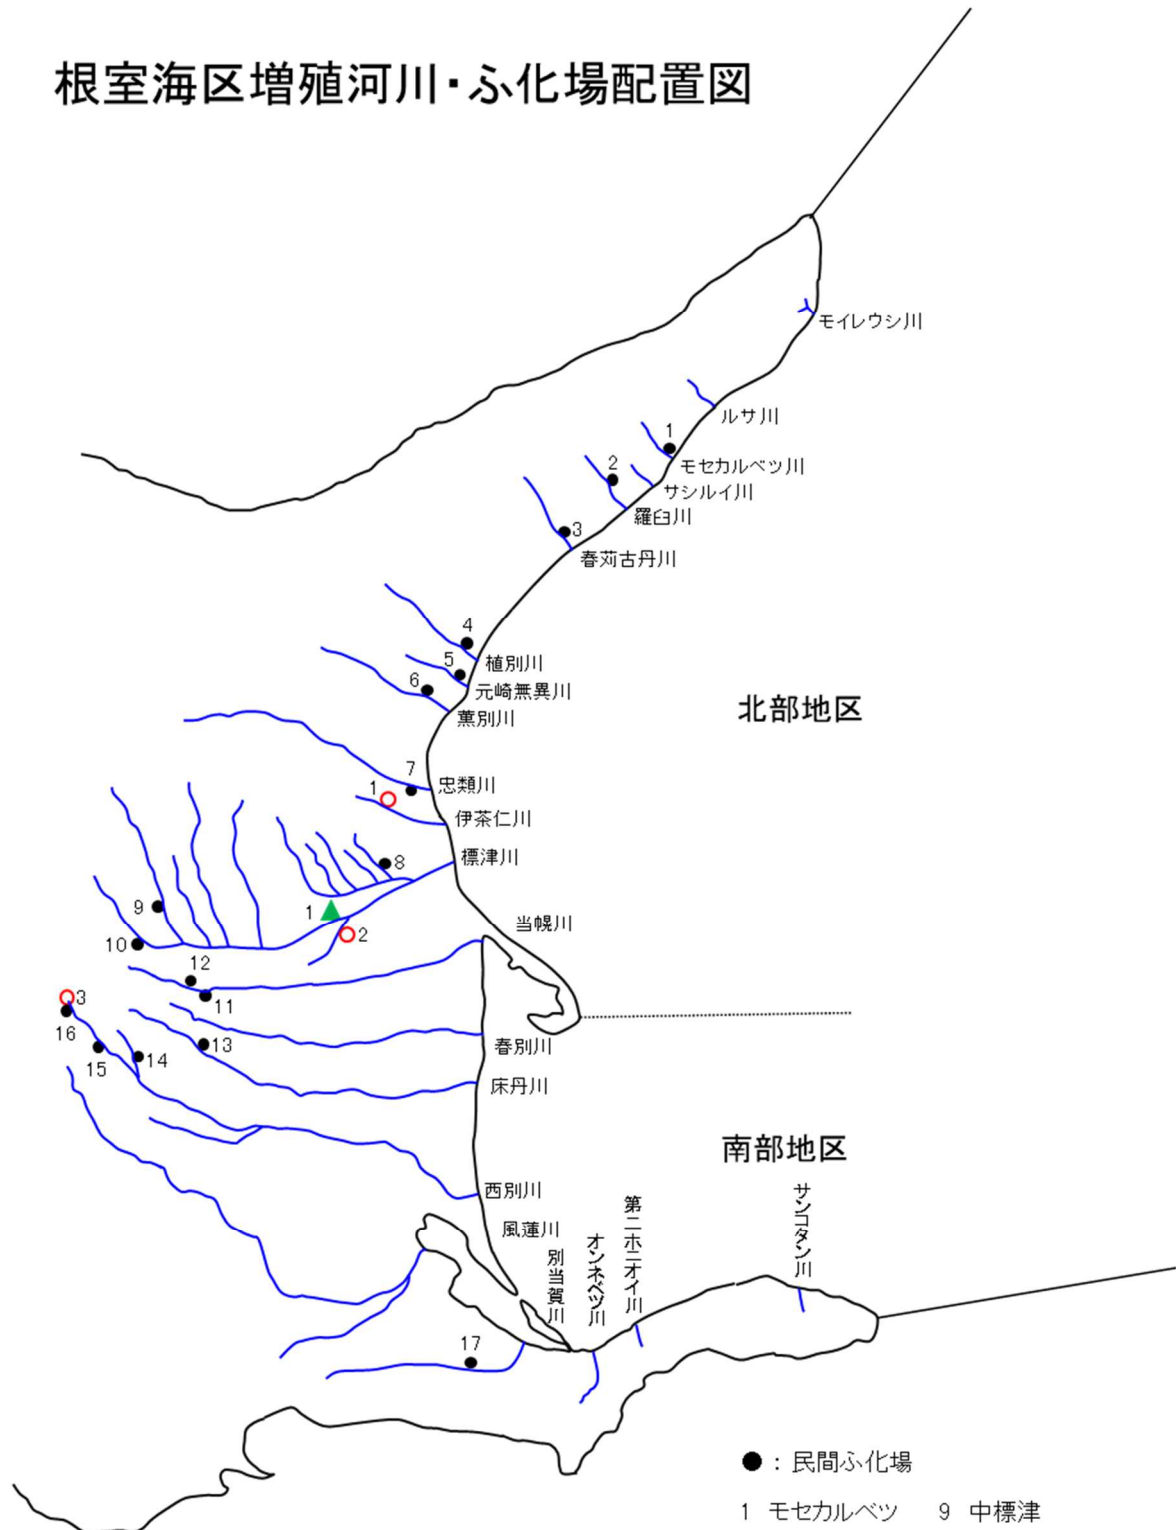 根室海区増殖河川・ふ化場配置図
モイレウシ川
ルサ川
1
モセカルベツ川
2
サシルイ川
羅臼川
3
春苅古丹川
4
植別川
5
元崎無異川
6
薫別川
北部地区
7
忠類川
1
伊茶仁川
標津川
8
9
1
当幌川
2
10
12
3
11
16
13
春別川
14
15
床丹川
南部地区
西別川
サンコタン川
第二ホニオイ川
風蓮川
オンネベツ川
別当賀川
17
●：民間ふ化場
1 モセカルベツ 9 中標津